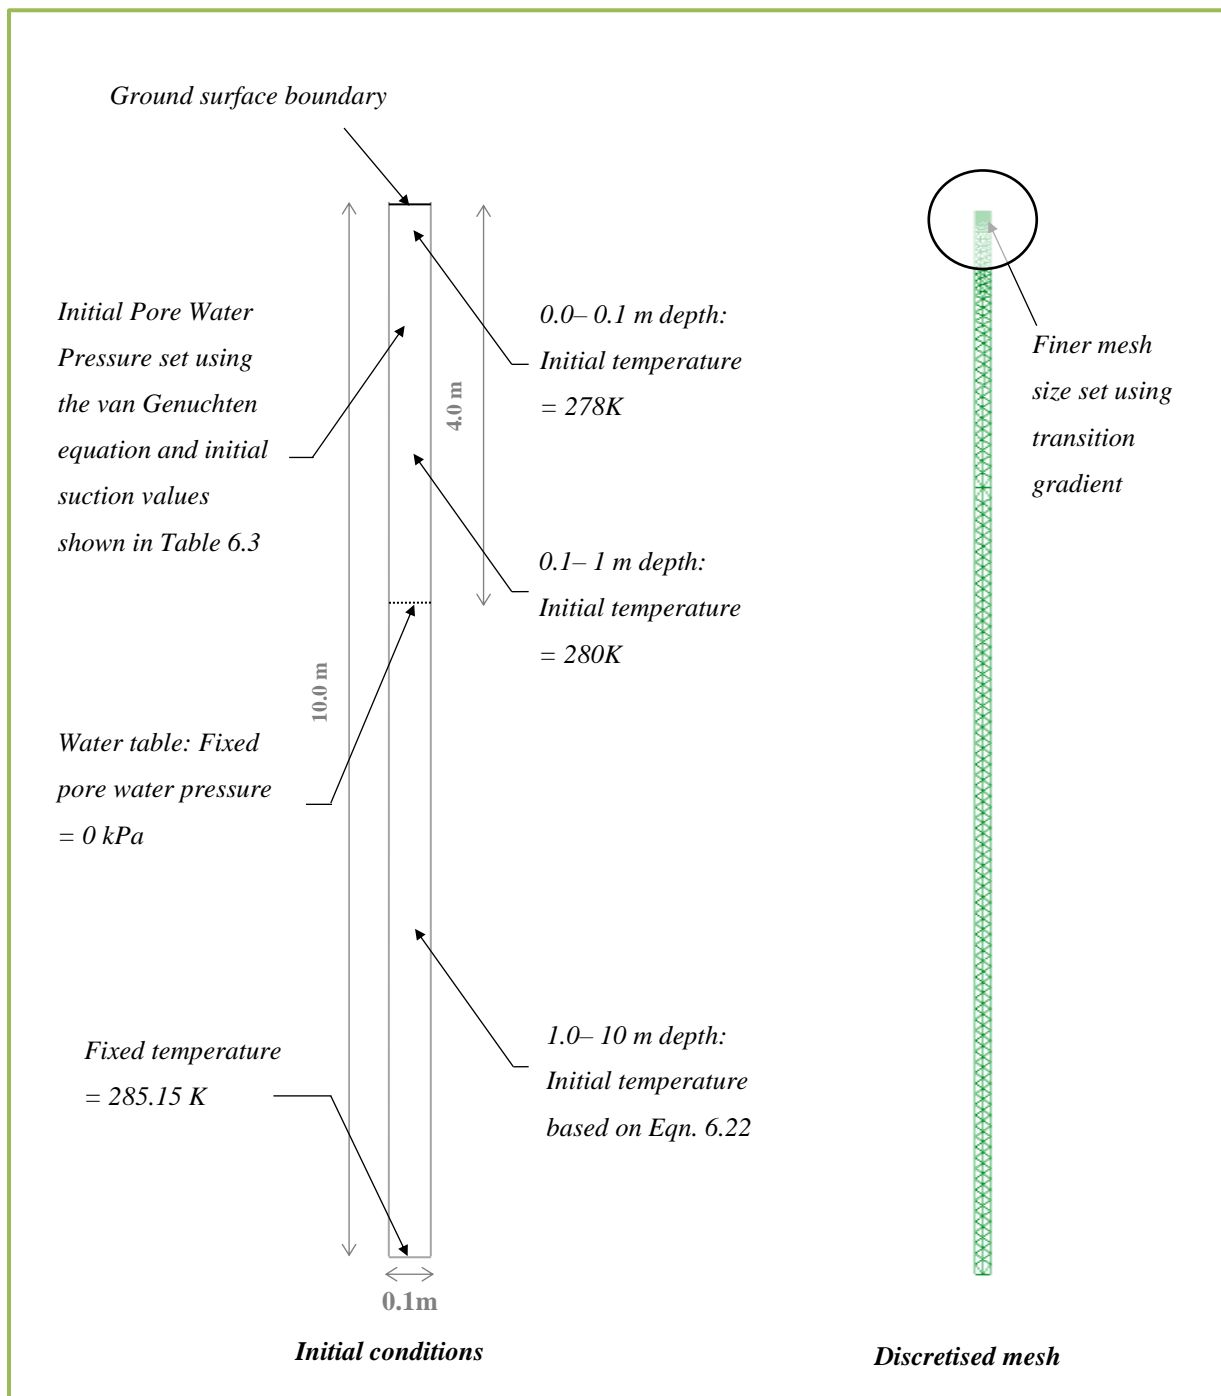 Ground surface boundary
Initial Pore Water
Pressure set using
the van Genuchten
equation and initial
suction values
shown in Table 6.3
0.0– 0.1 m depth:
Initial temperature
= 278K
4.0 m
Finer mesh
size set using
transition
gradient
0.1– 1 m depth:
Initial temperature
= 280K
10.0 m
Water table: Fixed
pore water pressure
= 0 kPa
Fixed temperature
= 285.15 K
1.0– 10 m depth:
Initial temperature
based on Eqn. 6.22
0.1m
Initial conditions
Discretised mesh